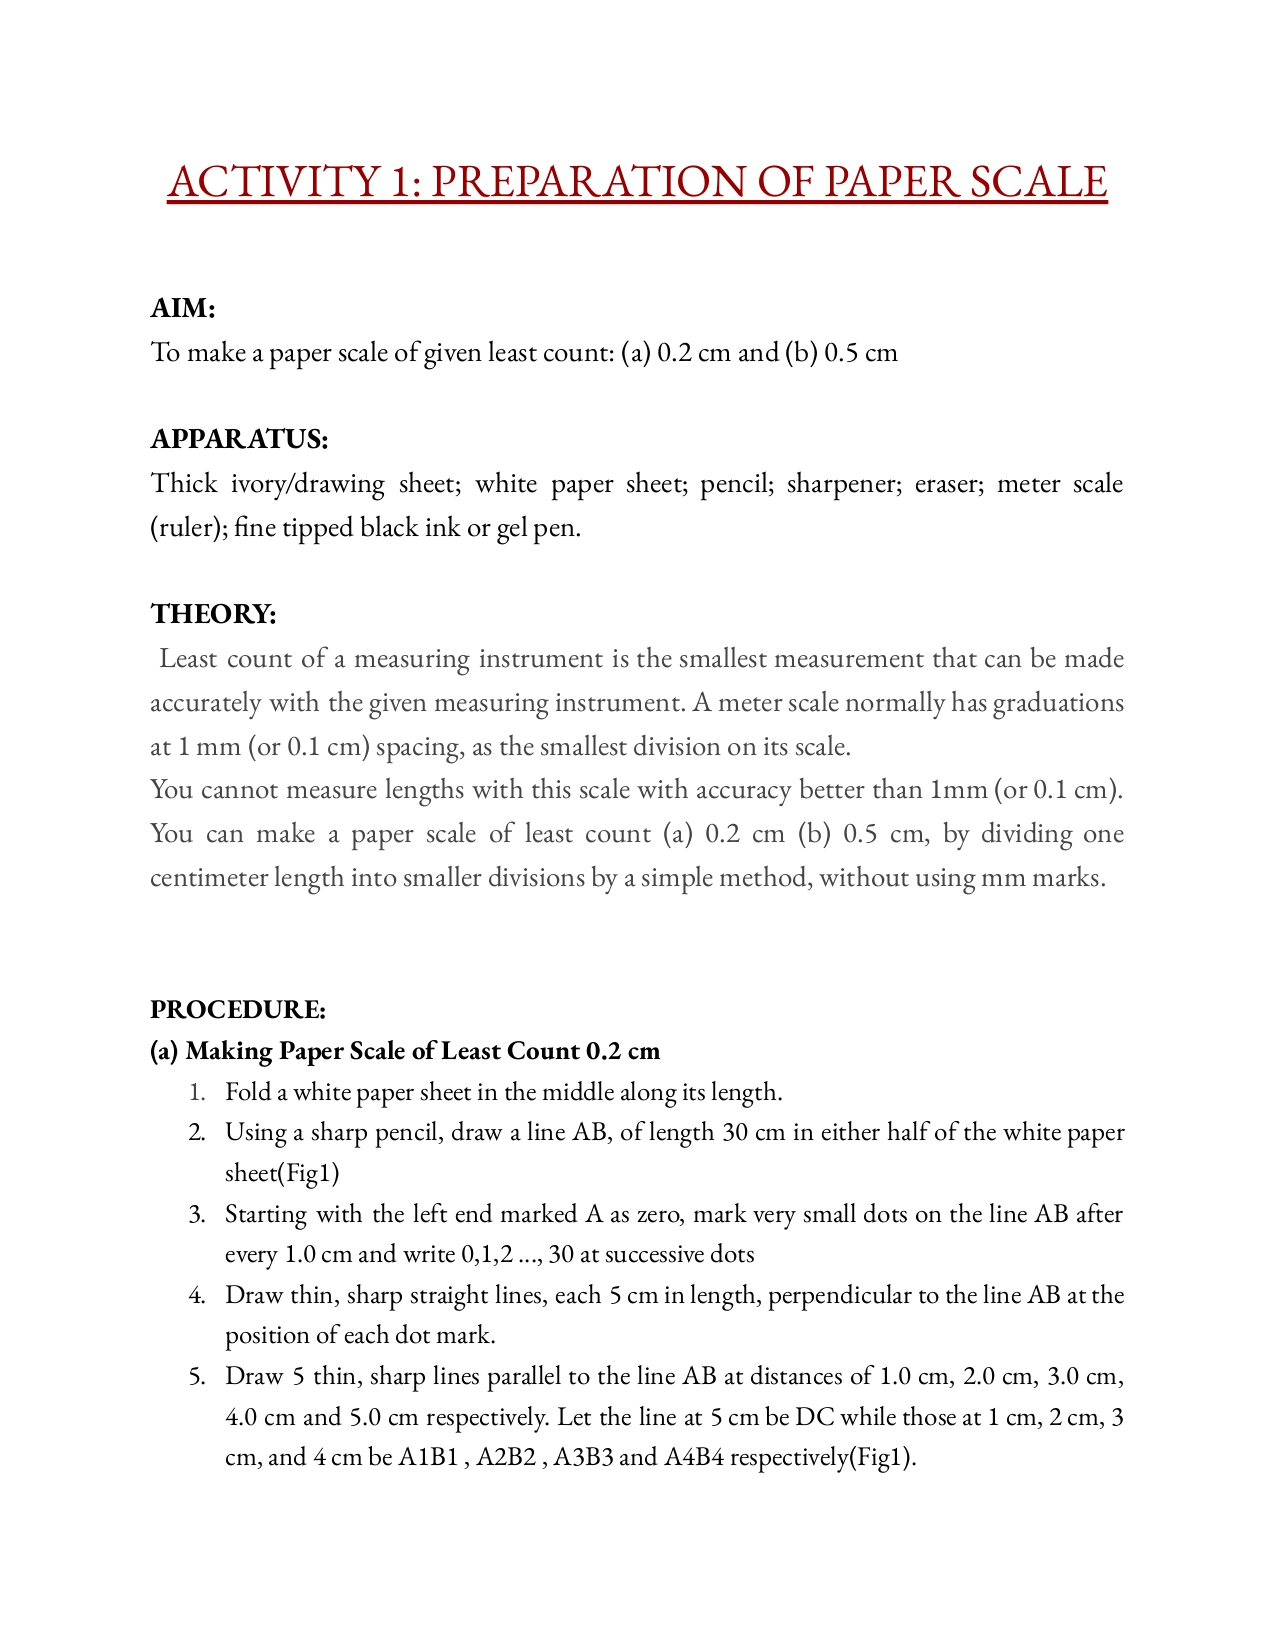 ACTIVITY 1: PREPARATION OF PAPER SCALE
AIM:
To make a paper scale of given least count: (a) 0.2 cm and (b) 0.5 cm
APPARATUS:
Thick ivory/drawing sheet; white paper sheet; pencil; sharpener; eraser; meter scale
(ruler); fine tipped black ink or gel pen.
THEORY:
Least count of a measuring instrument is the smallest measurement that can be made
accurately with the given measuring instrument. A meter scale normally has graduations
at 1 mm (or 0.1 cm) spacing, as the smallest division on its scale.
You cannot measure lengths with this scale with accuracy better than 1mm (or 0.1 cm).
You can make a paper scale of least count (a) 0.2 cm (b) 0.5 cm, by dividing one
centimeter length into smaller divisions by a simple method, without using mm marks.
PROCEDURE:
(a) Making Paper Scale of Least Count 0.2 cm
1. Fold a white paper sheet in the middle along its length.
2. Using a sharp pencil, draw a line AB, of length 30 cm in either half of the white paper
sheet(Fig1)
3. Starting with the left end marked A as zero, mark very small dots on the line AB after
every 1.0 cm and write 0,1,2 ..., 30 at successive dots
4. Draw thin, sharp straight lines, each 5 cm in length, perpendicular to the line AB at the
position of each dot mark.
5. Draw 5 thin, sharp lines parallel to the line AB at distances of 1.0 cm, 2.0 cm, 3.0 cm,
4.0 cm and 5.0 cm respectively. Let the line at 5 cm be DC while those at 1 cm, 2 cm, 3
cm, and 4 cm be A1B1 , A2B2 , A3B3 and A4B4 respectively(Fig1).